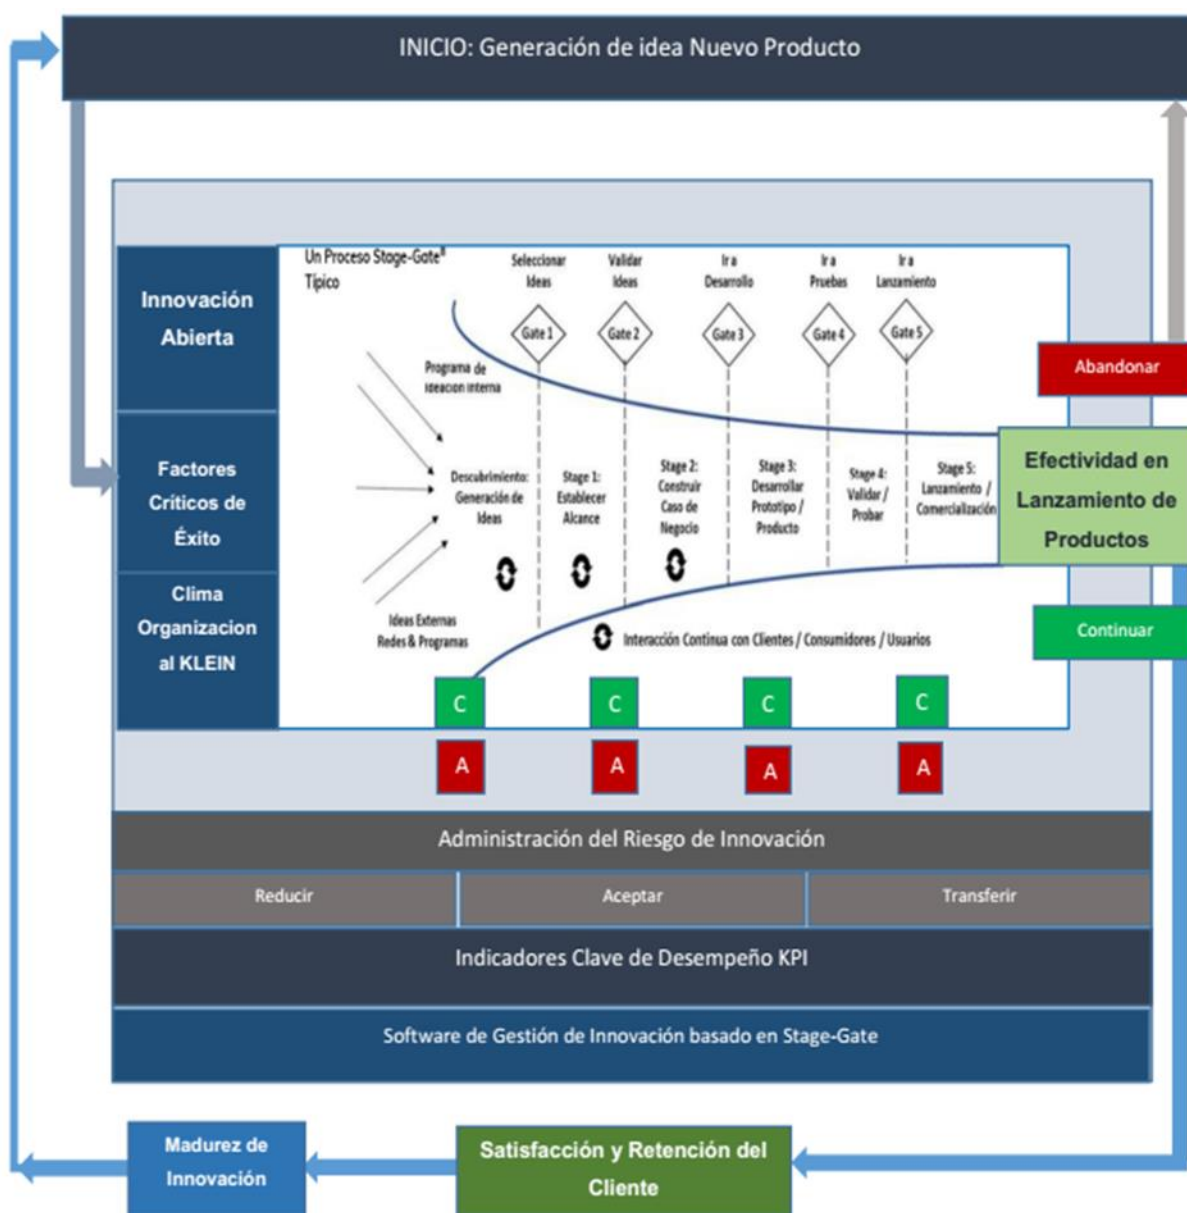 INICIO: Generación de idea Nuevo Producto
Un Proceso Stage-Gate®
Típico
Seleccionar
Ideas
Validar
Ideas
Ir a
Desarrollo
Ir a
Pruebas
Ir a
Lanzamiento
Gate 1
Gate 2
Gate 3
Gate 4
Gate 5
Innovación
Abierta
Programa de
ideacion interna
Abandonar
Factores
Críticos de
Éxito
Descubrimiento:
Generación de
Ideas
Stage 1:
Establecer
Alcance
Stage 2:
Construir
Caso de
Negocio
Stage 3:
Desarrollar
Prototipo /
Producto
Stage 4:
Validar /
Probar
Stage 5:
Lanzamiento /
Comercialización
Efectividad en
Lanzamiento de
Productos
Clima
Organizacion
al KLEIN
Ideas Externas
Redes & Programas
Interacción Continua con Clientes / Consumidores / Usuarios
Continuar
C
C
C
C
A
A
A
A
Administración del Riesgo de Innovación
Reducir
Aceptar
Transferir
Indicadores Clave de Desempeño KPI
Software de Gestión de Innovación basado en Stage-Gate
Madurez de
Innovación
Satisfacción y Retención del
Cliente